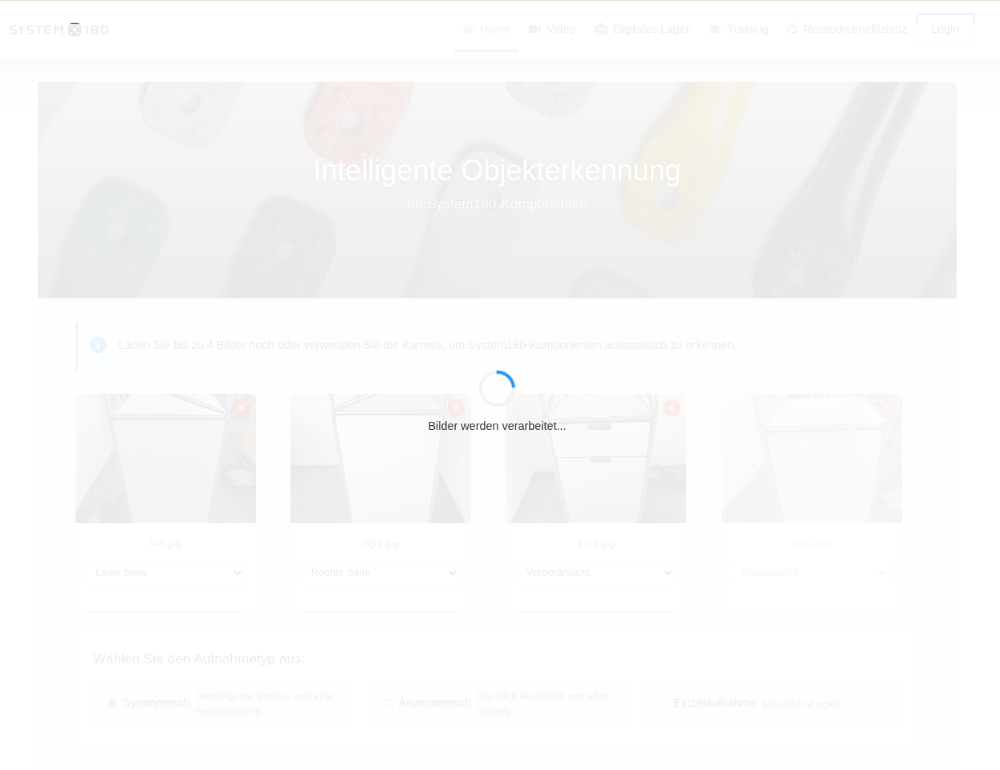 SYSTEM 180
Home
Video
Digitales Lager
Training
Ressourceneffizienz
Login
Intelligente Objekterkennung
für System180-Komponenten
Laden Sie bis zu 4 Bilder hoch oder verwenden Sie die Kamera, um System180-Komponenten automatisch zu erkennen.
Bilder werden verarbeitet...
left.jpg
right.jpg
front.jpg
back.jpg
Linke Seite
Rechte Seite
Vorderansicht
Rückansicht
Wählen Sie den Aufnahmetyp aus:
Symmetrisch (benötigt nur Vorder- und eine
Seitenansicht)
Asymmetrisch (benötigt Ansichten von allen
Seiten)
Einzelaufnahme (Ansicht ist egal)